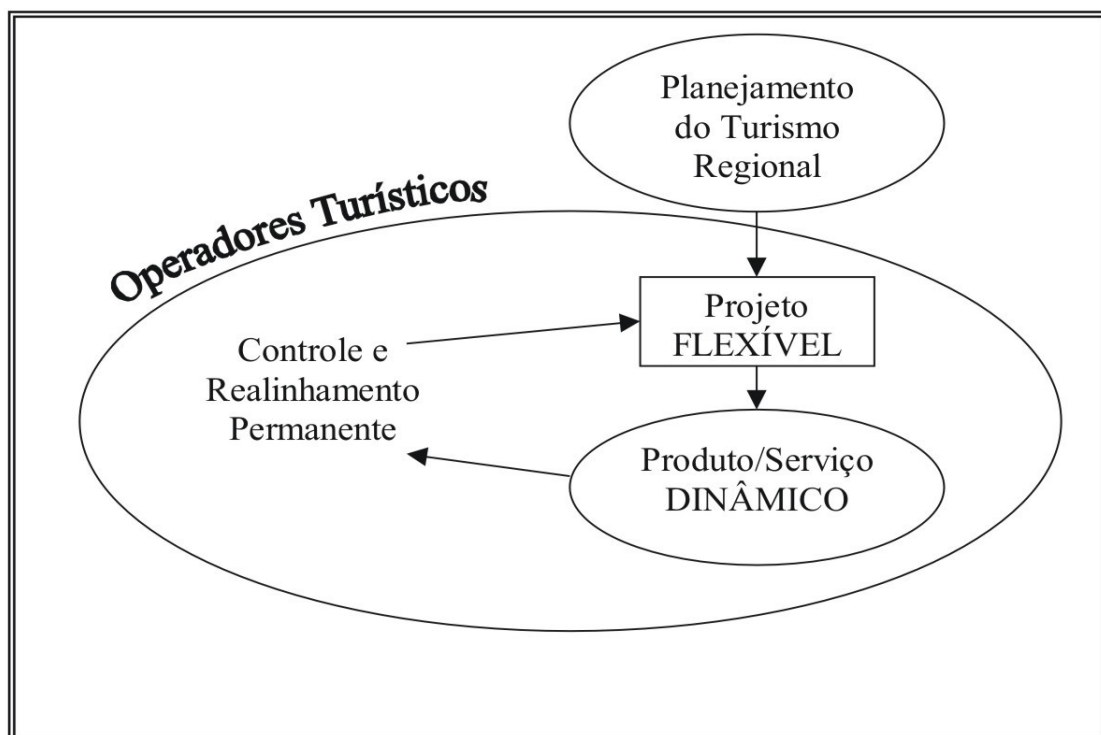 Planejamento
do Turismo
Regional
Operadores Turísticos
Projeto
FLEXÍVEL
Controle e
Realinhamento
Permanente
Produto/Serviço
DINÂMICO